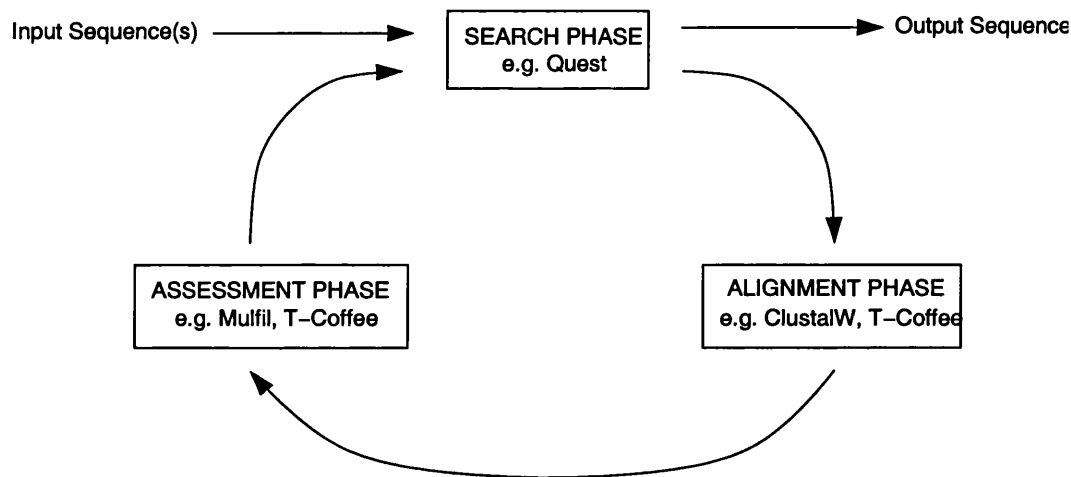 Input Sequence(s)
SEARCH PHASE
e.g. Quest
Output Sequence
ASSESSMENT PHASE
e.g. Mulfil, T-Coffee
ALIGNMENT PHASE
e.g. ClustalW, T-Coffee